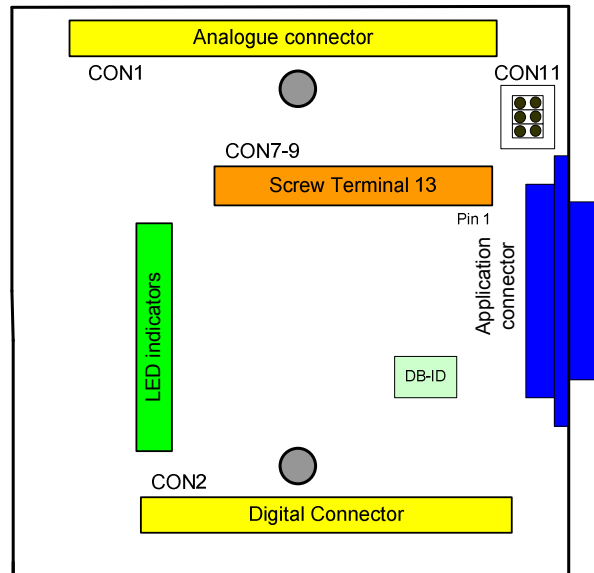 Analogue connector
CON1
CON11
CON7-9
Screw Terminal 13
Pin 1
Application
connector
LED indicators
DB-ID
CON2
Digital Connector